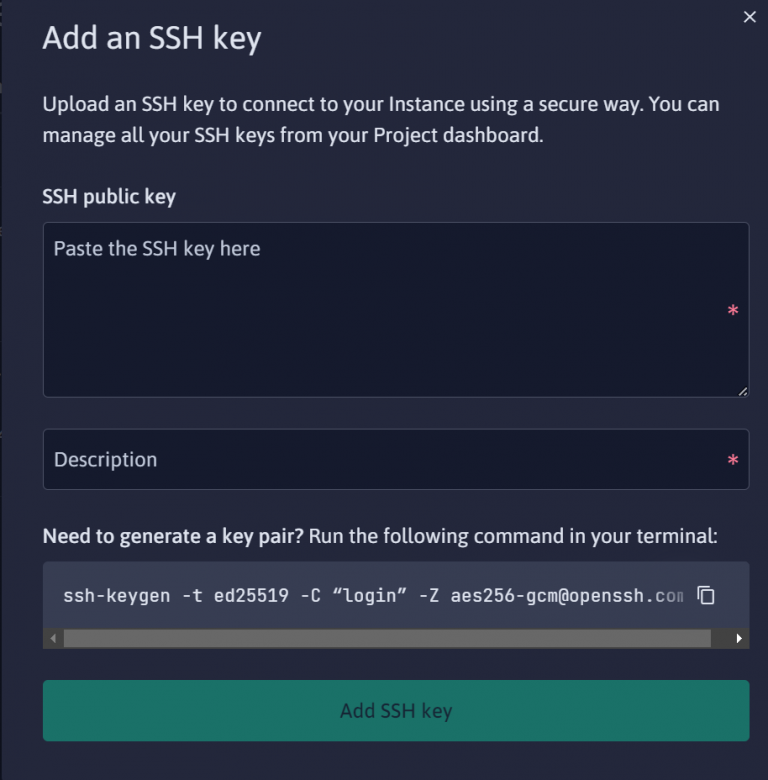 Add an SSH key
Upload an SSH key to connect to your Instance using a secure way. You can
manage all your SSH keys from your Project dashboard.
SSH public key
Paste the SSH key here
*
Description *
Need to generate a key pair? Run the following command in your terminal:
ssh-keygen -t ed25519 -C “login” -Z aes256-gcm@openssh.com
Add SSH key